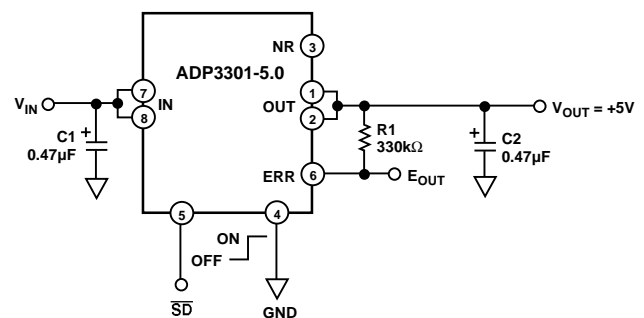 NR
3
ADP3301-5.0
7
8
IN
V_IN
1
2
OUT
V_OUT = +5V
C1
0.47µF
R1
330kΩ
C2
0.47µF
ERR
6
E_OUT
5
4
ON
OFF
S̅D̅
GND
+
+